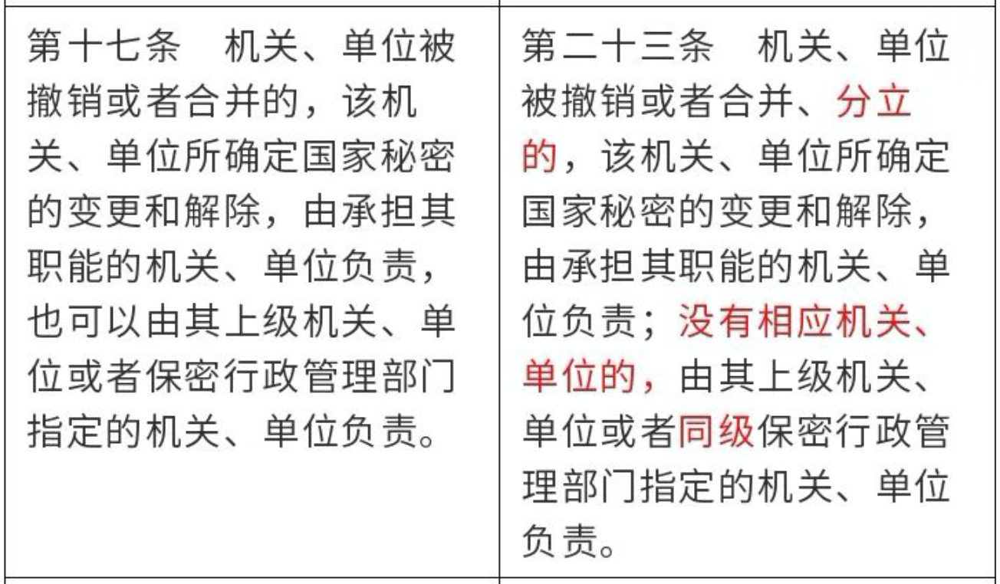 第十七条　机关、单位被
撤销或者合并的，该机
关、单位所确定国家秘密
的变更和解除，由承担其
职能的机关、单位负责，
也可以由其上级机关、单
位或者保密行政管理部门
指定的机关、单位负责。
第二十三条　机关、单位
被撤销或者合并、分立
的，该机关、单位所确定
国家秘密的变更和解除，
由承担其职能的机关、单
位负责；没有相应机关、
单位的，由其上级机关、
单位或者同级保密行政管
理部门指定的机关、单位
负责。